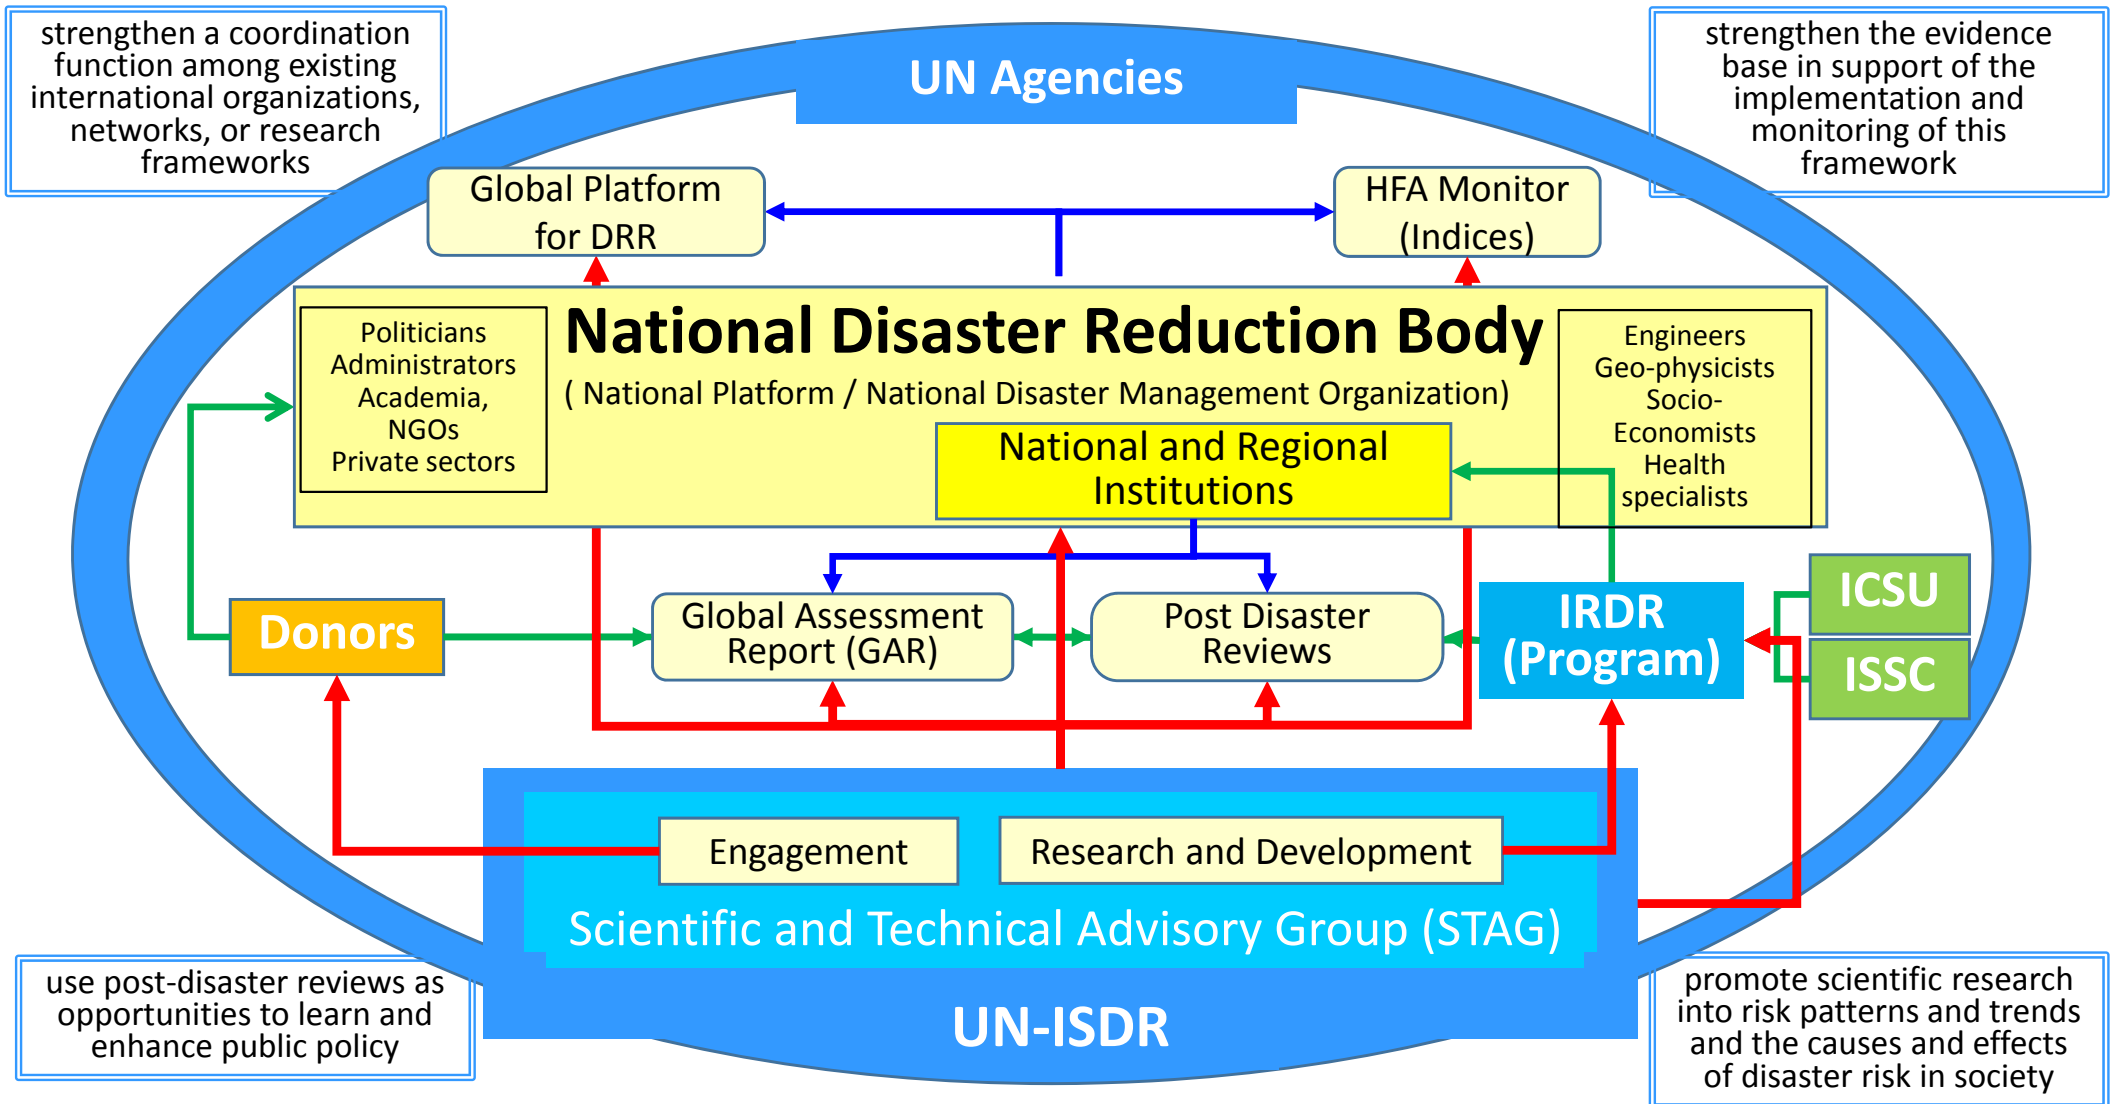 strengthen a coordination
function among existing
international organizations,
networks, or research
frameworks
UN Agencies
strengthen the evidence
base in support of the
implementation and
monitoring of this
framework
Global Platform
for DRR
HFA Monitor
(Indices)
Politicians
Administrators
Academia,
NGOs
Private sectors
National Disaster Reduction Body
( National Platform / National Disaster Management Organization)
National and Regional
Institutions
Engineers
Geo-physicists
Socio-
Economists
Health
specialists
Donors
Global Assessment
Report (GAR)
Post Disaster
Reviews
IRDR
(Program)
ICSU
ISSC
Engagement
Research and Development
Scientific and Technical Advisory Group (STAG)
UN-ISDR
use post-disaster reviews as
opportunities to learn and
enhance public policy
promote scientific research
into risk patterns and trends
and the causes and effects
of disaster risk in society